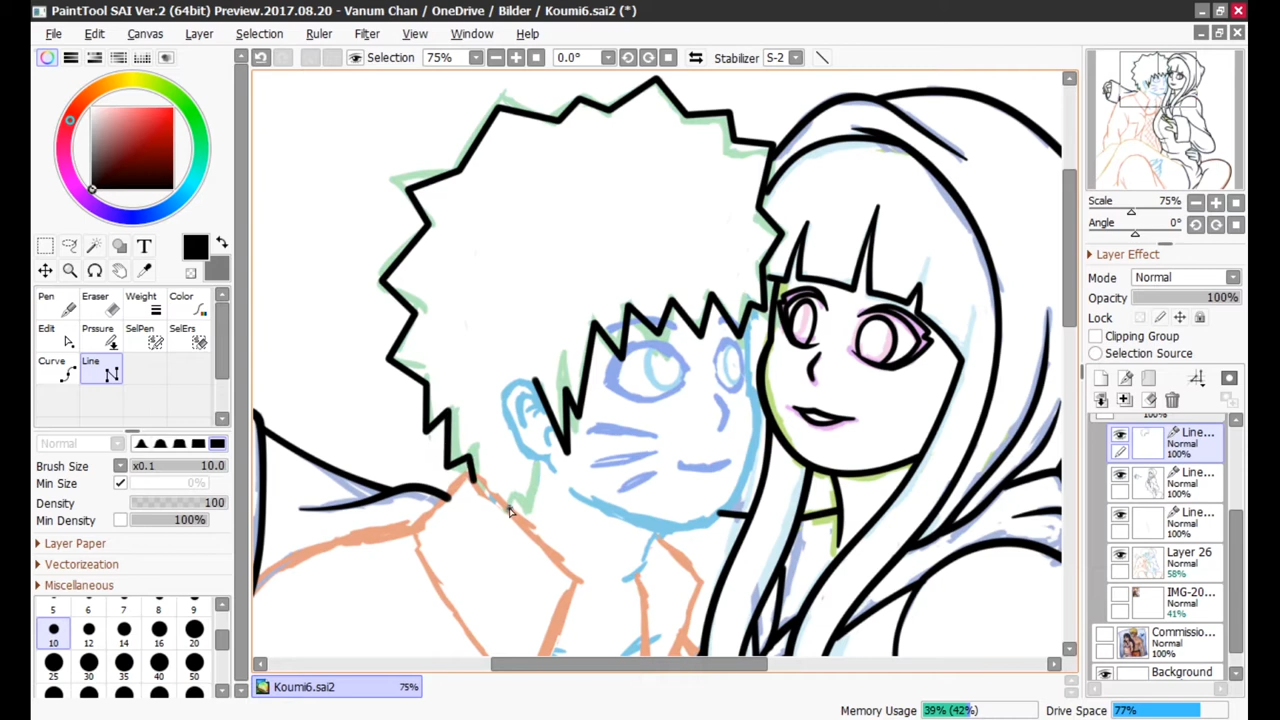 PaintTool SAI Ver.2 (64bit) Preview.2017.08.20 - Vanum Chan / OneDrive / Bilder / Koumi6.sai2 (*)
File Edit Canvas Layer Selection Ruler Filter View Window Help
Selection 75% 0.0° Stabilizer S-2
T
Pen Eraser Weight Color
Edit Prssure SelPen SelErs
Curve Line
Normal
Brush Size x0.1 10.0
Min Size 0%
Density 100
Min Density 100%
Layer Paper
Vectorizeation
Miscellaneous
5 6 7 8 9
10 12 14 16 20
25 30 35 40 50
Koumi6.sai2 75%
Scale 75%
Angle 0°
Layer Effect
Mode Normal
Opacity 100%
Lock
Clipping Group
Selection Source
100%
Line...
Normal
100%
Line...
Normal
100%
Line...
Normal
100%
Layer 26
Normal
58%
IMG-20...
Normal
41%
Commissio...
Normal
100%
Background
Normal
Memory Usage 39% (42%) Drive Space 77%